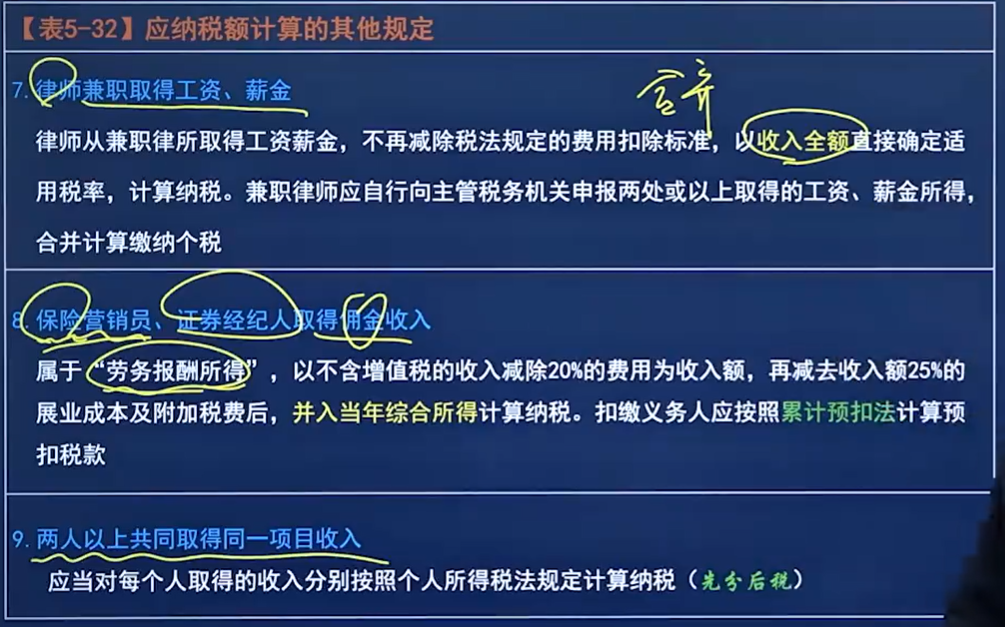 【表5-32】应纳税额计算的其他规定
7.律师兼职取得工资、薪金
合并
律师从兼职律所取得工资薪金，不再减除税法规定的费用扣除标准，以收入全额直接确定适
用税率，计算纳税。兼职律师应自行向主管税务机关申报两处或以上取得的工资、薪金所得，
合并计算缴纳个税
8.保险营销员、证券经纪人取得佣金收入
属于“劳务报酬所得”，以不含增值税的收入减除20%的费用为收入额，再减去收入额25%的
展业成本及附加税费后，并入当年综合所得计算纳税。扣缴义务人应按照累计预扣法计算预
扣税款
9.两人以上共同取得同一项目收入
应当对每个人取得的收入分别按照个人所得税法规定计算纳税（先分后税）